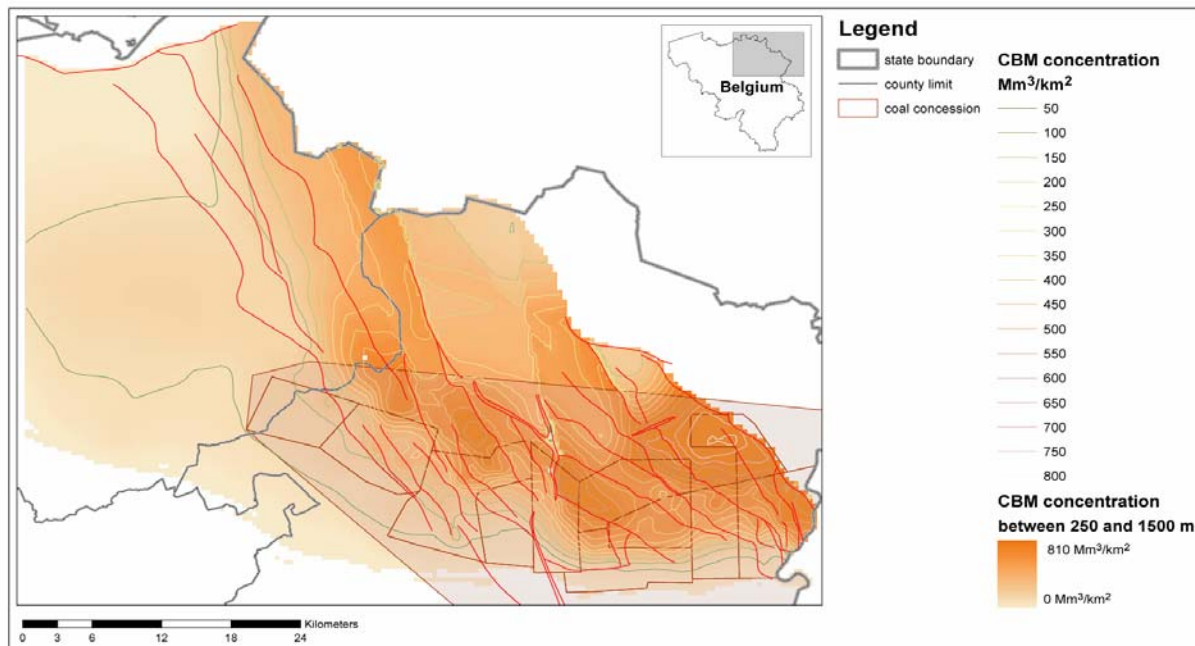 Belgium
Legend
state boundary
county limit
coal concession
CBM concentration
Mm³/km²
50
100
150
200
250
300
350
400
450
500
550
600
650
700
750
800
CBM concentration
between 250 and 1500 m
810 Mm³/km²
0 Mm³/km²
Kilometers
0 3 6 12 18 24